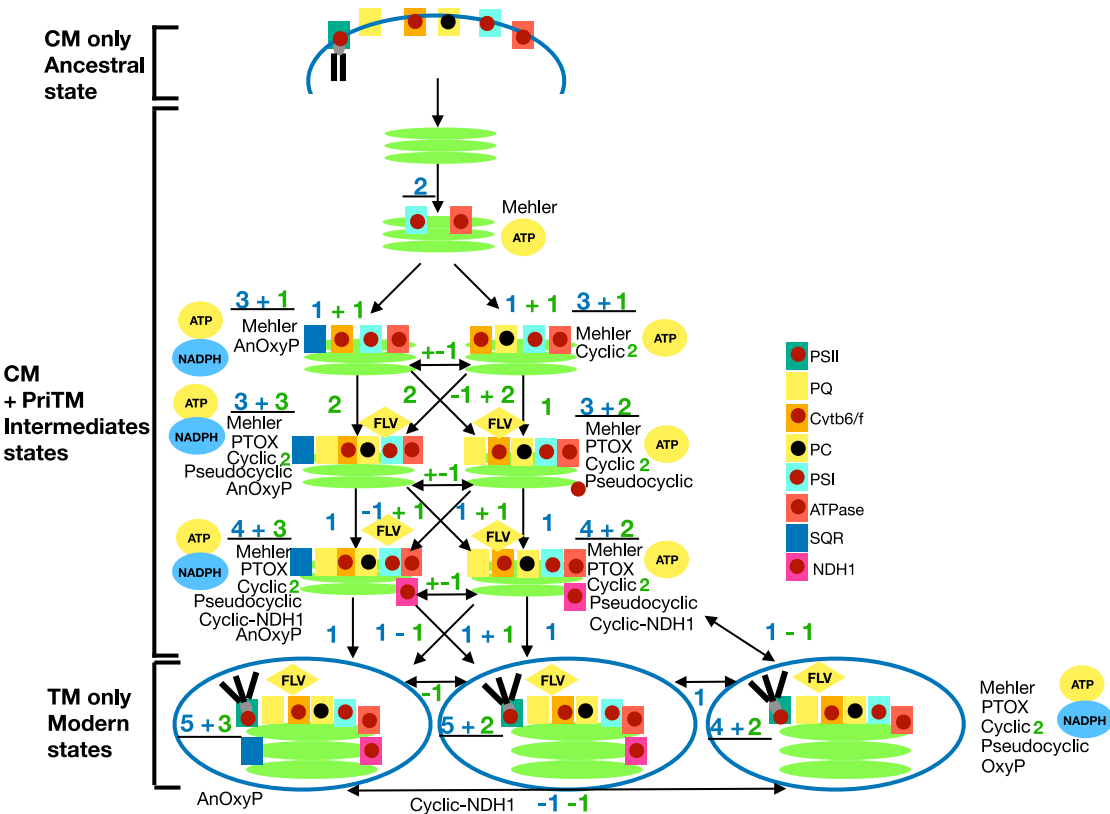 CM only
Ancestral
state
2
Mehler
ATP
3 + 1
1 + 1
1 + 1
3 + 1
ATP
NADPH
Mehler
AnOxyP
Mehler
Cyclic 2
ATP
+-1
CM
+ PriTM
Intermediates
states
2
2
-1 + 2
1
ATP
NADPH
3 + 3
Mehler
PTOX
Cyclic 2
Pseudocyclic
AnOxyP
FLV
FLV
3 + 2
Mehler
PTOX
Cyclic 2
Pseudocyclic
ATP
+-1
1
-1 + 1
1 + 1
1
ATP
NADPH
4 + 3
Mehler
PTOX
Cyclic 2
Pseudocyclic
Cyclic-NDH1
AnOxyP
FLV
FLV
4 + 2
Mehler
PTOX
Cyclic 2
Pseudocyclic
Cyclic-NDH1
ATP
+-1
1
1 - 1
1 + 1
1
1 - 1
PSII
PQ
Cytb6/f
PC
PSI
ATPase
SQR
NDH1
TM only
Modern
states
FLV
5 + 3
-1
FLV
5 + 2
1
FLV
4 + 2
Mehler
PTOX
Cyclic 2
Pseudocyclic
OxyP
ATP
NADPH
AnOxyP
Cyclic-NDH1
-1 -1